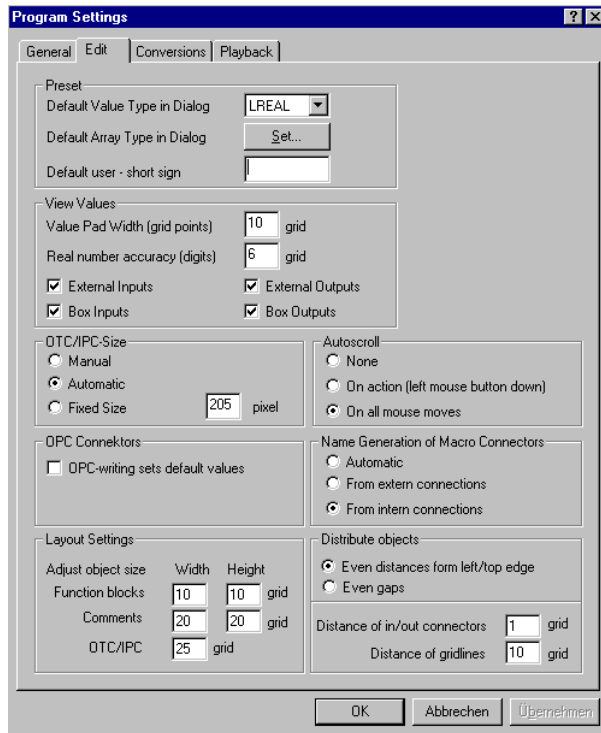 Program Settings
General Edit Conversions Playback
Preset
Default Value Type in Dialog LREAL
Default Array Type in Dialog Set...
Default user - short sign
View Values
Value Pad Width (grid points) 10 grid
Real number accuracy (digits) 6 grid
External Inputs External Outputs
Box Inputs Box Outputs
OTC/IPC-Size
Manual
Automatic
Fixed Size 205 pixel
Autoscroll
None
On action (left mouse button down)
On all mouse moves
OPC Connektors
OPC-writing sets default values
Name Generation of Macro Connectors
Automatic
From extern connections
From intern connections
Layout Settings
Adjust object size Width Height
Function blocks 10 10 grid
Comments 20 20 grid
OTC/IPC 25 grid
Distribute objects
Even distances form left/top edge
Even gaps
Distance of in/out connectors 1 grid
Distance of gridlines 10 grid
OK Abbrechen Übernehmen